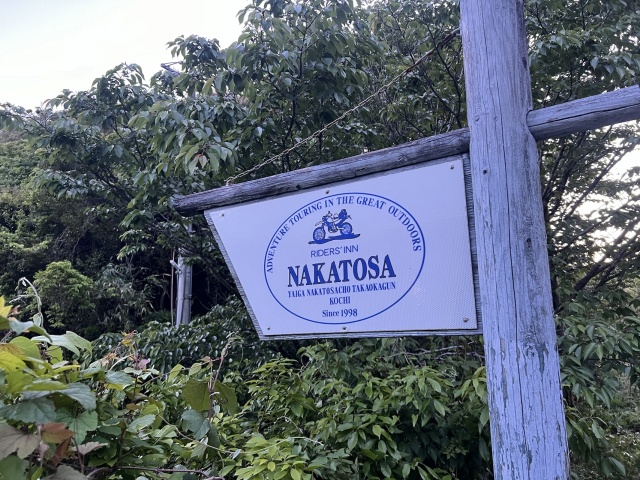 ADVENTURE TOURING IN THE GREAT OUTDOORS
RIDERS' INN
NAKATOSA
TAIGA NAKATOSACHO TAKAOKAGUN
KOCHI
Since 1998